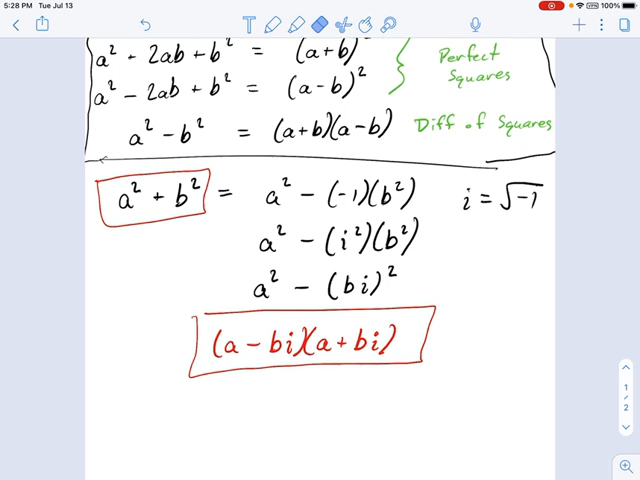 5:28 PM Tue Jul 13
100%
a² + 2ab + b² = (a+b)²
a² - 2ab + b² = (a-b)²
Perfect
Squares
a² - b² = (a+b)(a-b) Diff of Squares
a² + b² = a² - (-1)(b²) i = √-1
a² - (i²)(b²)
a² - (bi)²
(a - bi)(a + bi)
1
/
2